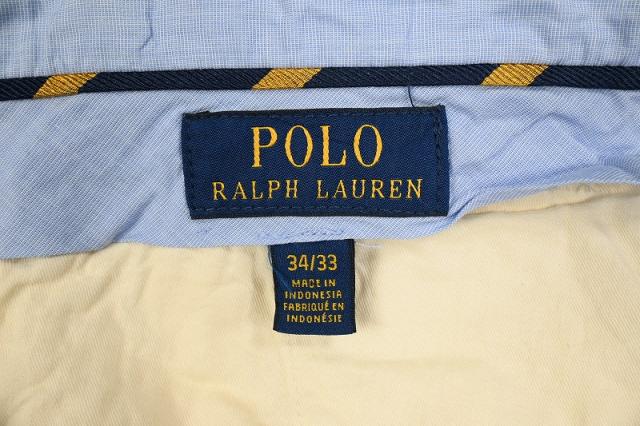 POLO
RALPH LAUREN
34/33
MADE IN
INDONESIA
FABRIQUÉ EN
INDONÉSIE